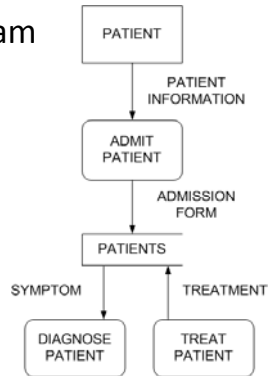 am
PATIENT
PATIENT
INFORMATION
ADMIT
PATIENT
ADMISSION
FORM
PATIENTS
SYMPTOM
TREATMENT
DIAGNOSE
PATIENT
TREAT
PATIENT